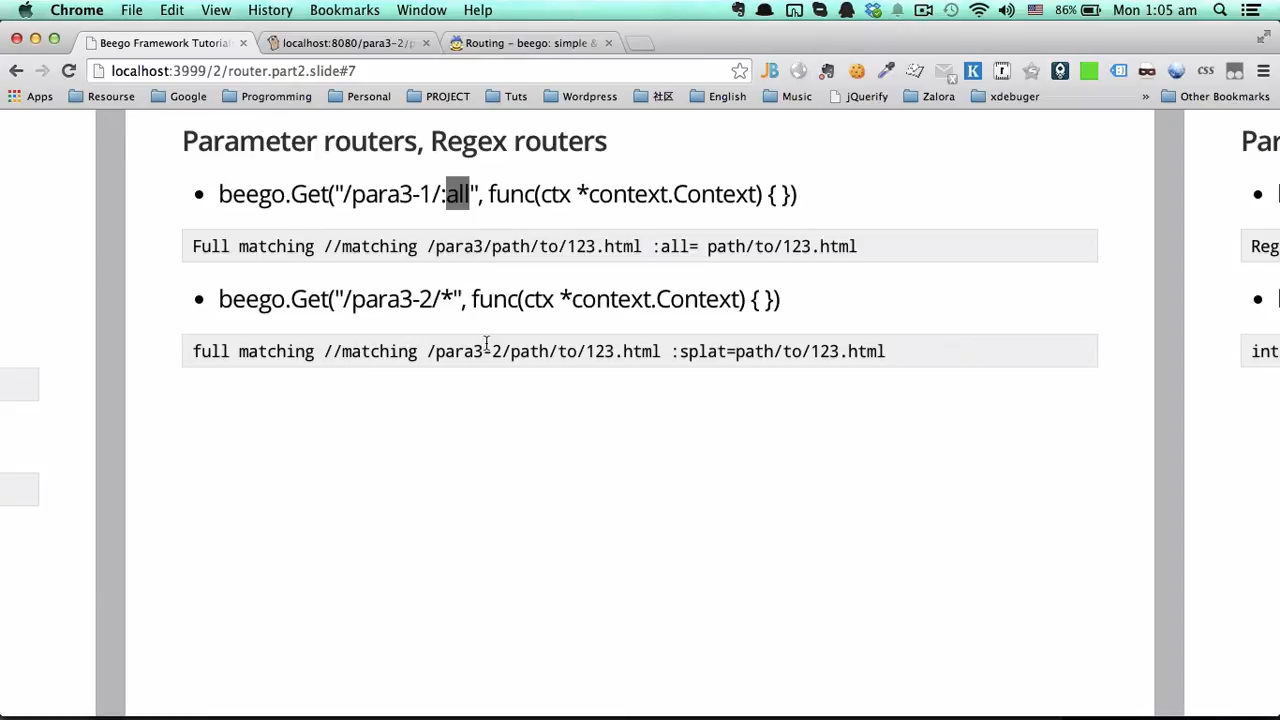 Chrome File Edit View History Bookmarks Window Help 86% Mon 1:05 am
Beego Framework Tutorial localhost:8080/para3-2/p Routing – beego: simple &
localhost:3999/2/router.part2.slide#7 JB K r CSS
Apps Resourse Google Programming Personal PROJECT Tuts Wordpress 社区 English Music jQuerify Zalora xdebuger » Other Bookmarks
Parameter routers, Regex routers Par
beego.Get("/para3-1/:all", func(ctx *context.Context) { })
Full matching //matching /para3/path/to/123.html :all= path/to/123.html Reg
beego.Get("/para3-2/*", func(ctx *context.Context) { })
full matching //matching /para3-2/path/to/123.html :splat=path/to/123.html int